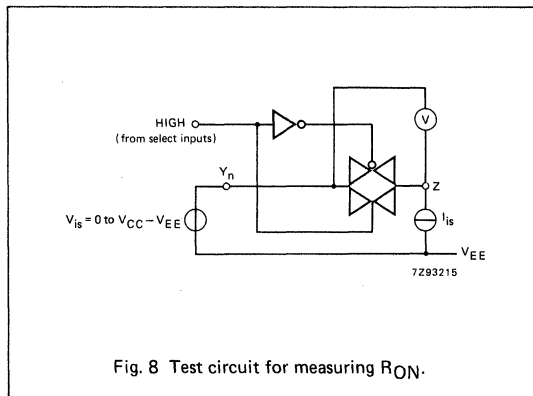 HIGH
(from select inputs)
V
Yn
Z
Vis = 0 to VCC – VEE
Iis
VEE
7Z93215
Fig. 8 Test circuit for measuring RON.